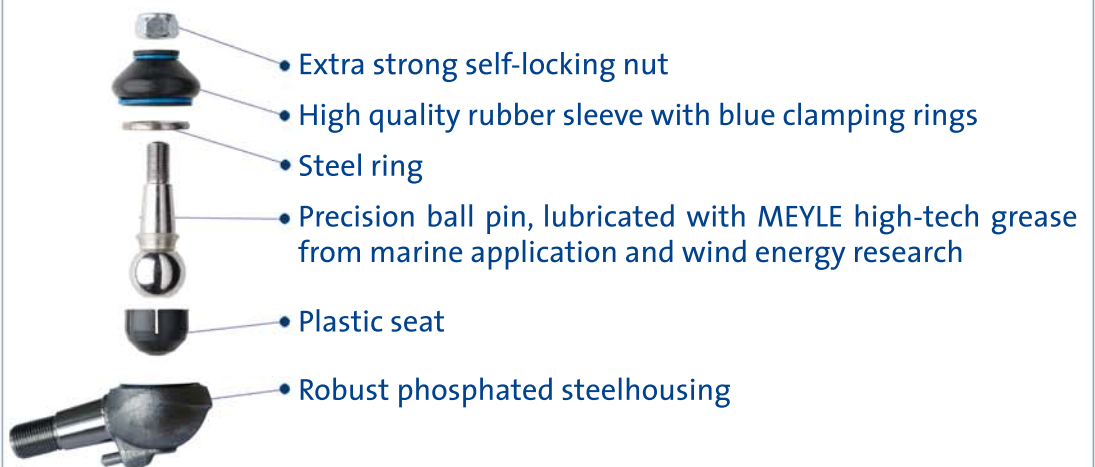 Extra strong self-locking nut
High quality rubber sleeve with blue clamping rings
Steel ring
Precision ball pin, lubricated with MEYLE high-tech grease
from marine application and wind energy research
Plastic seat
Robust phosphated steelhousing